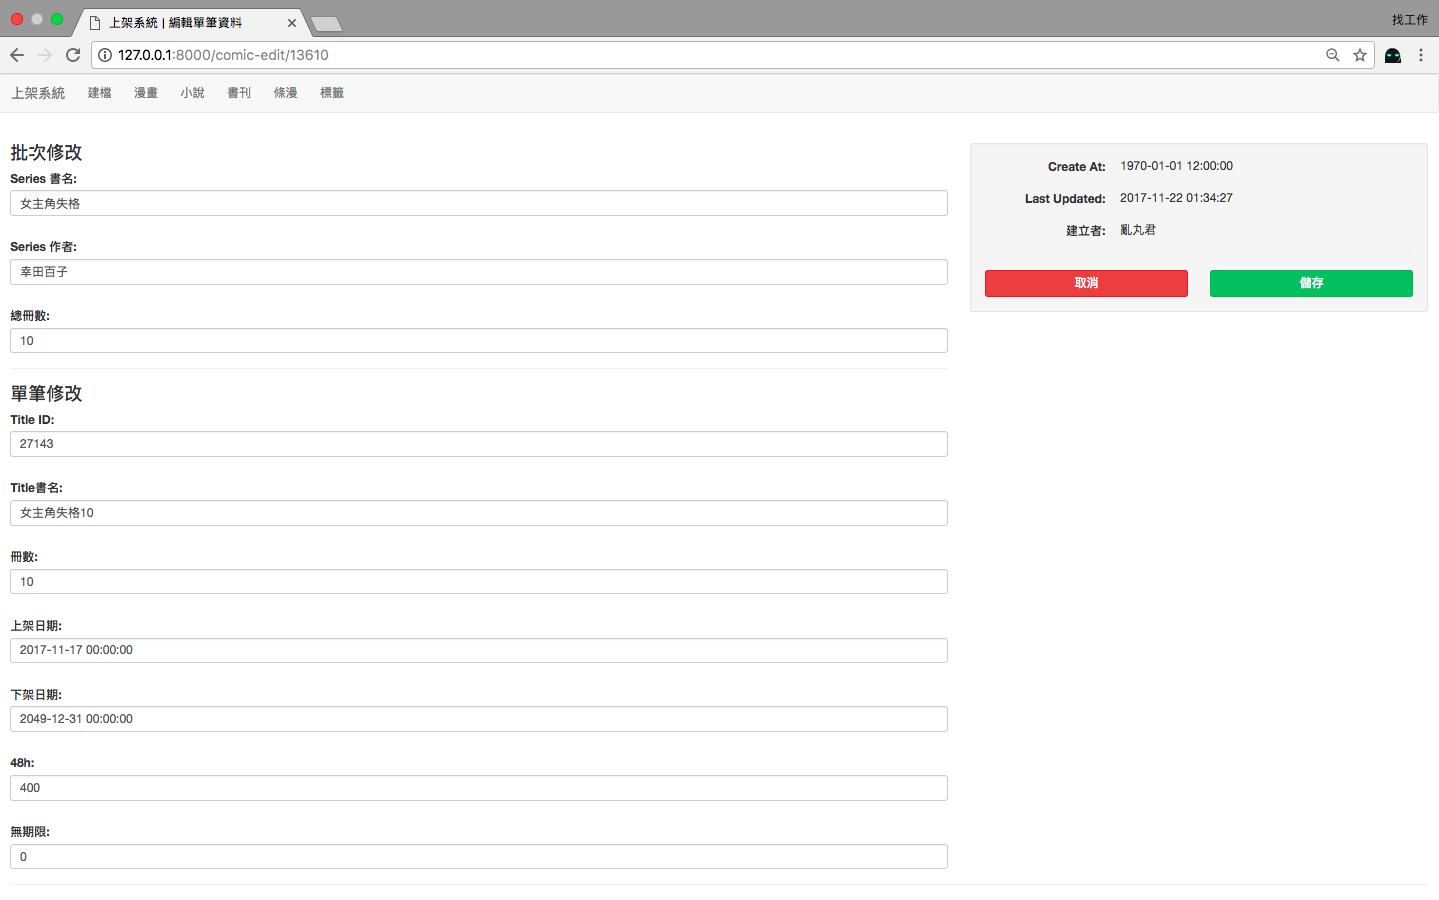 上架系統 | 編輯單筆資料
找工作
127.0.0.1:8000/comic-edit/13610
上架系統 建檔 漫畫 小說 書刊 條漫 標籤
批次修改
Series 書名:
女主角失格
Series 作者:
幸田百子
總冊數:
10
單筆修改
Title ID:
27143
Title書名:
女主角失格10
冊數:
10
上架日期:
2017-11-17 00:00:00
下架日期:
2049-12-31 00:00:00
48h:
400
無期限:
0
Create At: 1970-01-01 12:00:00
Last Updated: 2017-11-22 01:34:27
建立者: 亂丸君
取消 儲存